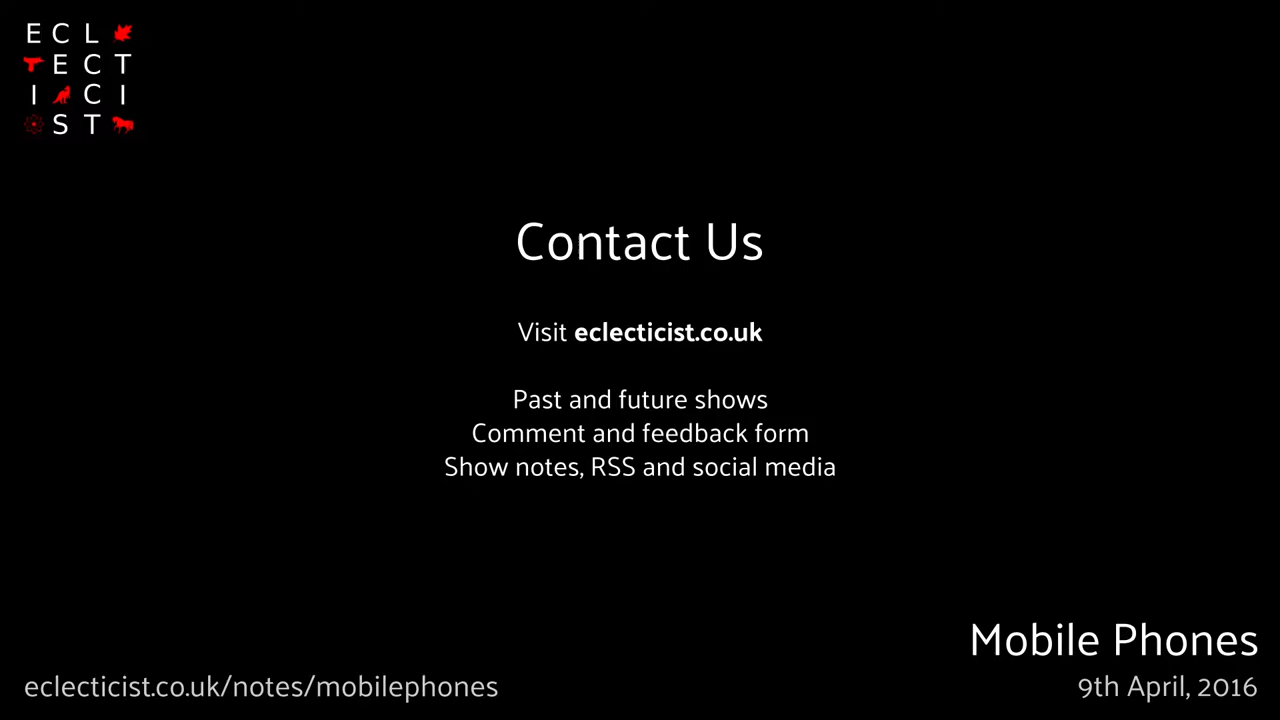 E C L
E C T
I C I
S T
Contact Us
Visit eclecticist.co.uk
Past and future shows
Comment and feedback form
Show notes, RSS and social media
Mobile Phones
eclecticist.co.uk/notes/mobilephones
9th April, 2016